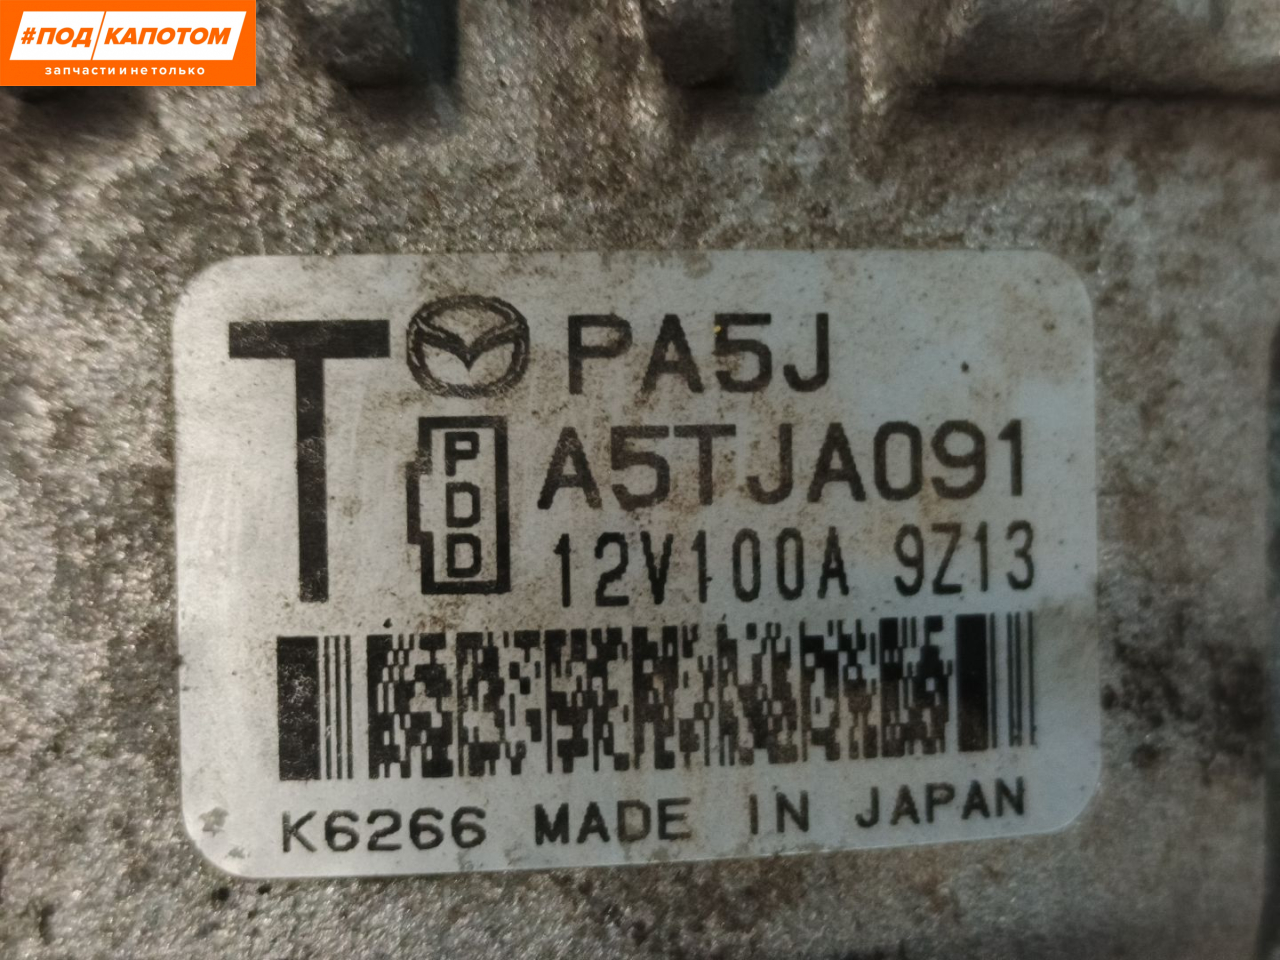 #ПОД КАПОТОМ
запчасти и не только
T PA5J
PDD A5TJA091
12V100A 9Z13
K6266 MADE IN JAPAN